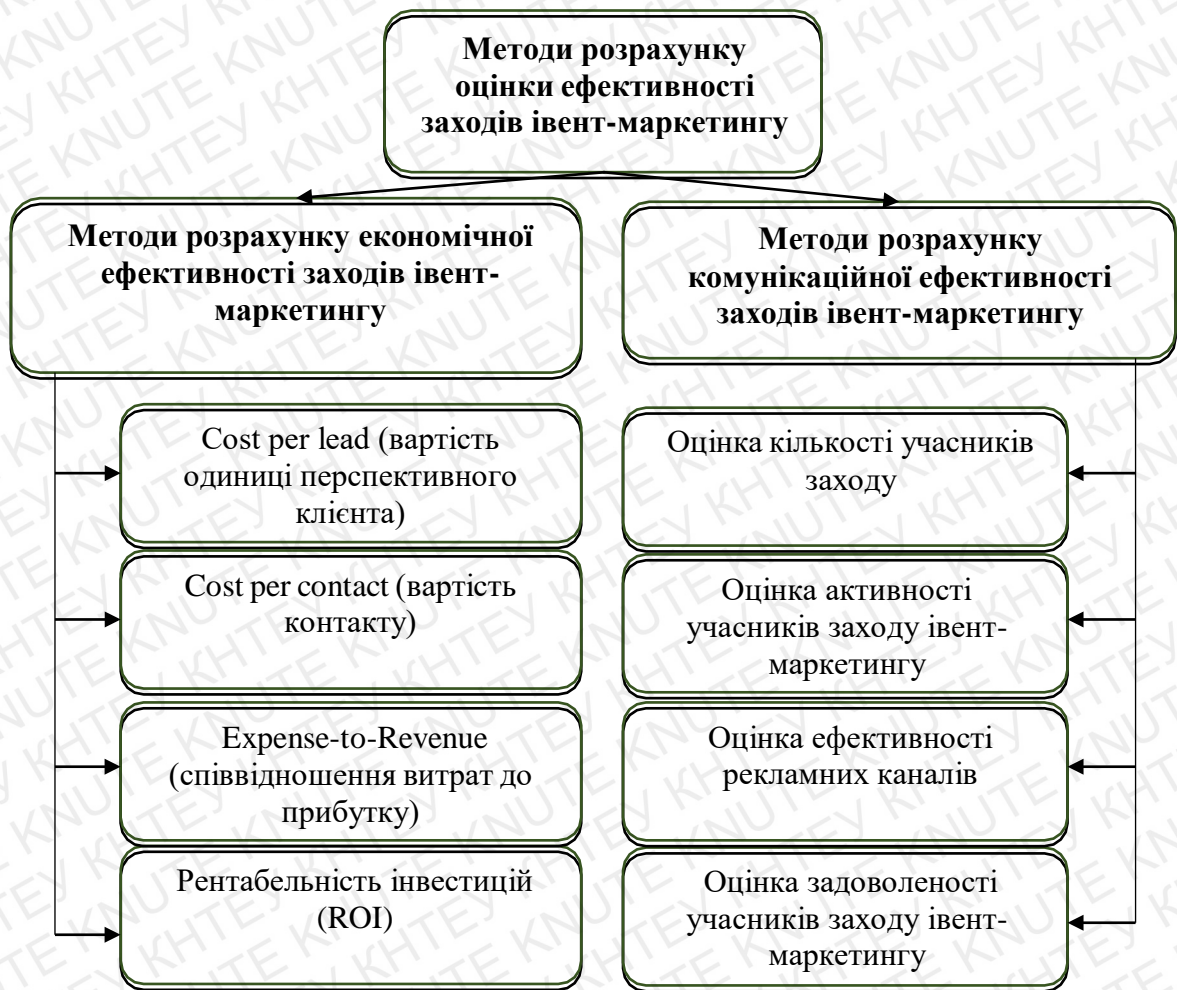 Методи розрахунку
оцінки ефективності
заходів івент-маркетингу
Методи розрахунку економічної
ефективності заходів івент-
маркетингу
Методи розрахунку
комунікаційної ефективності
заходів івент-маркетингу
Cost per lead (вартість
одиниці перспективного
клієнта)
Cost per contact (вартість
контакту)
Expense-to-Revenue
(співвідношення витрат до
прибутку)
Рентабельність інвестицій
(ROI)
Оцінка кількості учасників
заходу
Оцінка активності
учасників заходу івент-
маркетингу
Оцінка ефективності
рекламних каналів
Оцінка задоволеності
учасників заходу івент-
маркетингу